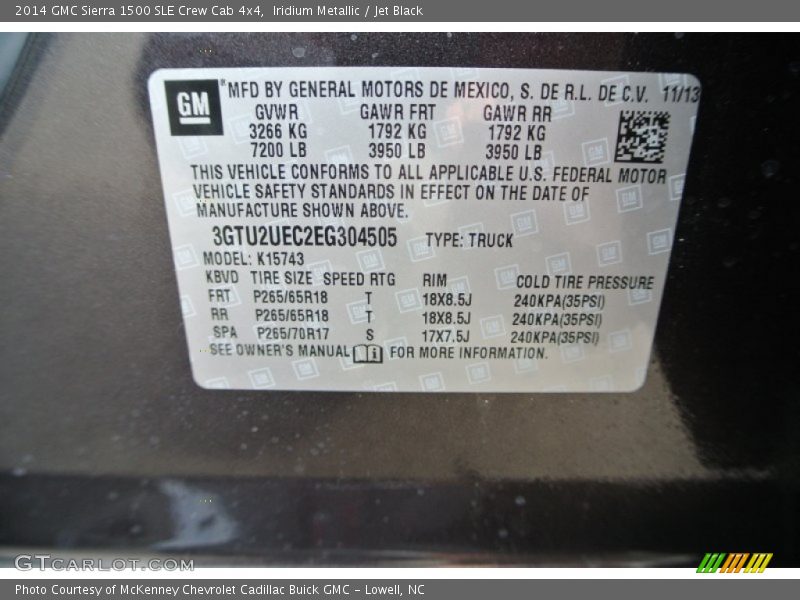 2014 GMC Sierra 1500 SLE Crew Cab 4x4, Iridium Metallic / Jet Black
GM
*MFD BY GENERAL MOTORS DE MEXICO, S. DE R.L. DE C.V. 11/13
GVWR GAWR FRT GAWR RR
3266 KG 1792 KG 1792 KG
7200 LB 3950 LB 3950 LB
THIS VEHICLE CONFORMS TO ALL APPLICABLE U.S. FEDERAL MOTOR
VEHICLE SAFETY STANDARDS IN EFFECT ON THE DATE OF
MANUFACTURE SHOWN ABOVE.
3GTU2UEC2EG304505 TYPE: TRUCK
MODEL: K15743
KBVD TIRE SIZE SPEED RTG RIM COLD TIRE PRESSURE
FRT P265/65R18 T 18X8.5J 240KPA(35PSI)
RR P265/65R18 T 18X8.5J 240KPA(35PSI)
SPA P265/70R17 S 17X7.5J 240KPA(35PSI)
SEE OWNER'S MANUAL FOR MORE INFORMATION.
GTCARLOT.COM
Photo Courtesy of McKenney Chevrolet Cadillac Buick GMC - Lowell, NC